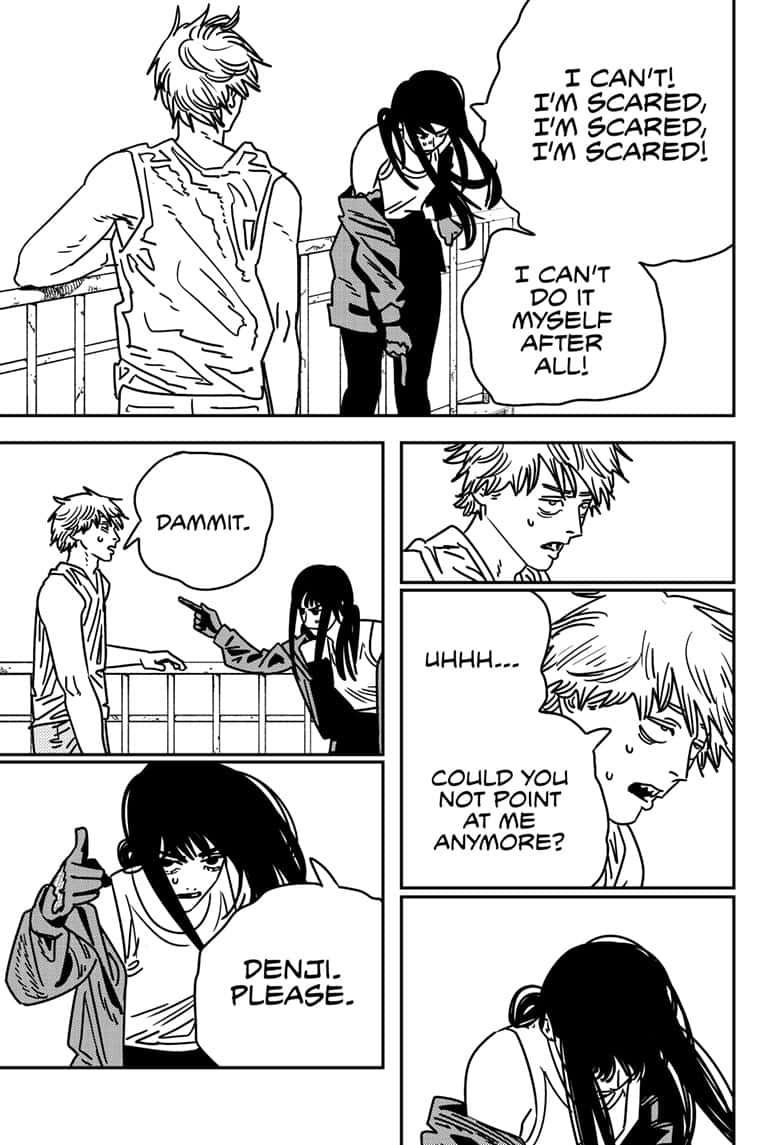 I CAN'T!
I'M SCARED,
I'M SCARED,
I'M SCARED!
I CAN'T
DO IT
MYSELF
AFTER
ALL!
UHHH...
COULD YOU
NOT POINT
AT ME
ANYMORE?
DAMMIT.
DENJI.
PLEASE.